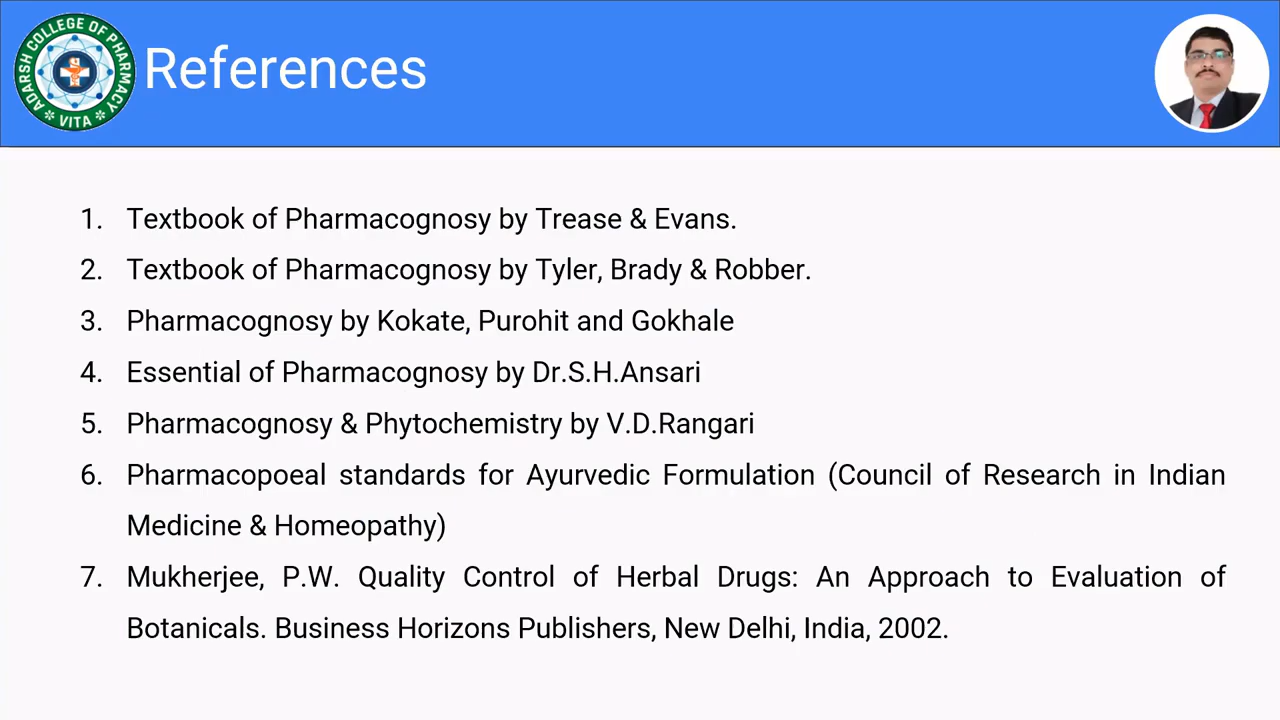 ADARSH COLLEGE OF PHARMACY
VITA
References
1. Textbook of Pharmacognosy by Trease & Evans.
2. Textbook of Pharmacognosy by Tyler, Brady & Robber.
3. Pharmacognosy by Kokate, Purohit and Gokhale
4. Essential of Pharmacognosy by Dr.S.H.Ansari
5. Pharmacognosy & Phytochemistry by V.D.Rangari
6. Pharmacopoeal standards for Ayurvedic Formulation (Council of Research in Indian
Medicine & Homeopathy)
7. Mukherjee, P.W. Quality Control of Herbal Drugs: An Approach to Evaluation of
Botanicals. Business Horizons Publishers, New Delhi, India, 2002.